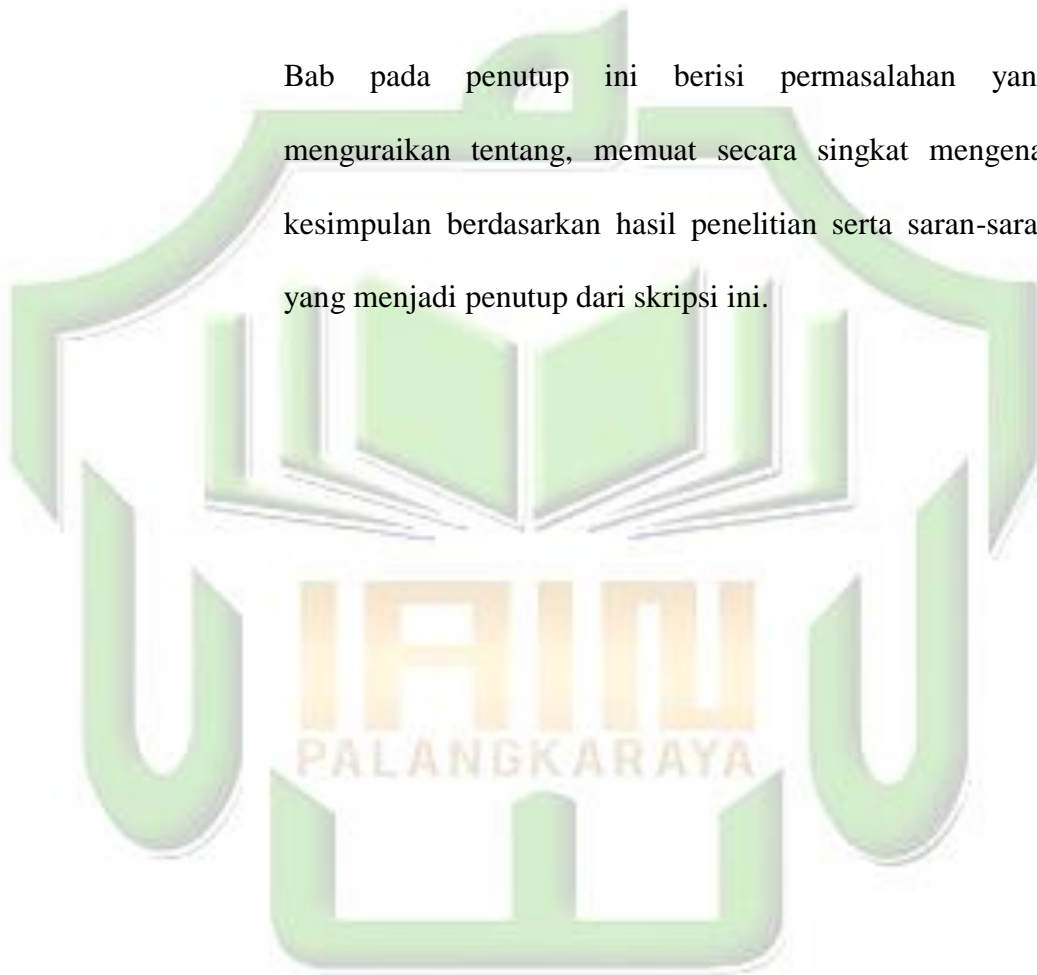 Bab pada penutup ini berisi permasalahan yan
menguraikan tentang, memuat secara singkat mengena
kesimpulan berdasarkan hasil penelitian serta saran-sara
yang menjadi penutup dari skripsi ini.
IAIN
PALANGKARAYA